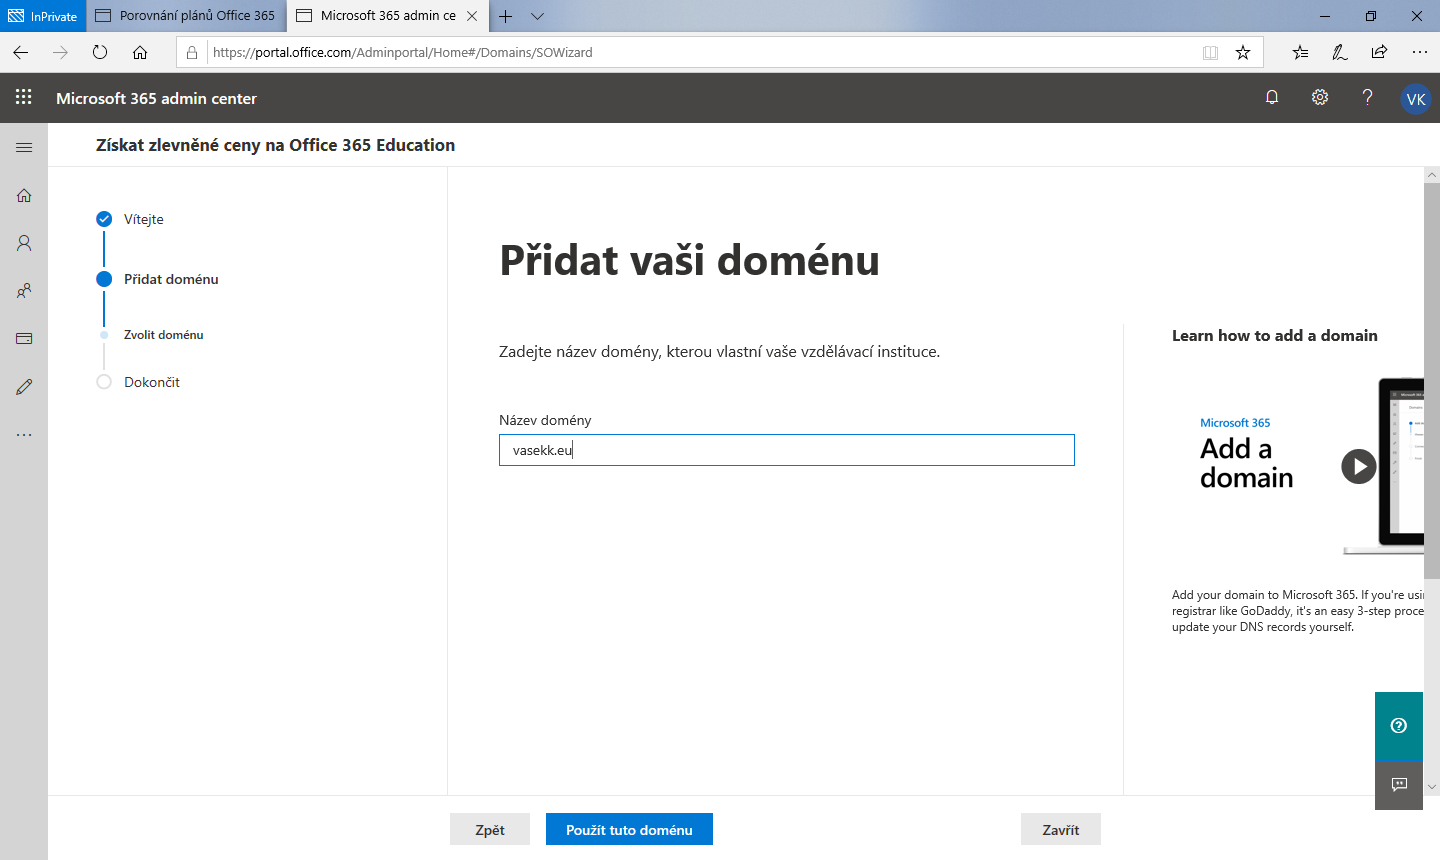 InPrivate
Porovnání plánů Office 365
Microsoft 365 admin ce
https://portal.office.com/Adminportal/Home#/Domains/SOWizard
Microsoft 365 admin center
VK
Získat zlevněné ceny na Office 365 Education
Vítejte
Přidat doménu
Zvolit doménu
Dokončit
Přidat vaši doménu
Zadejte název domény, kterou vlastní vaše vzdělávací instituce.
Název domény
vasekk.eu
Learn how to add a domain
Microsoft 365
Add a
domain
Add your domain to Microsoft 365. If you're usi
registrar like GoDaddy, it's an easy 3-step proce
update your DNS records yourself.
Zpět
Použít tuto doménu
Zavřít